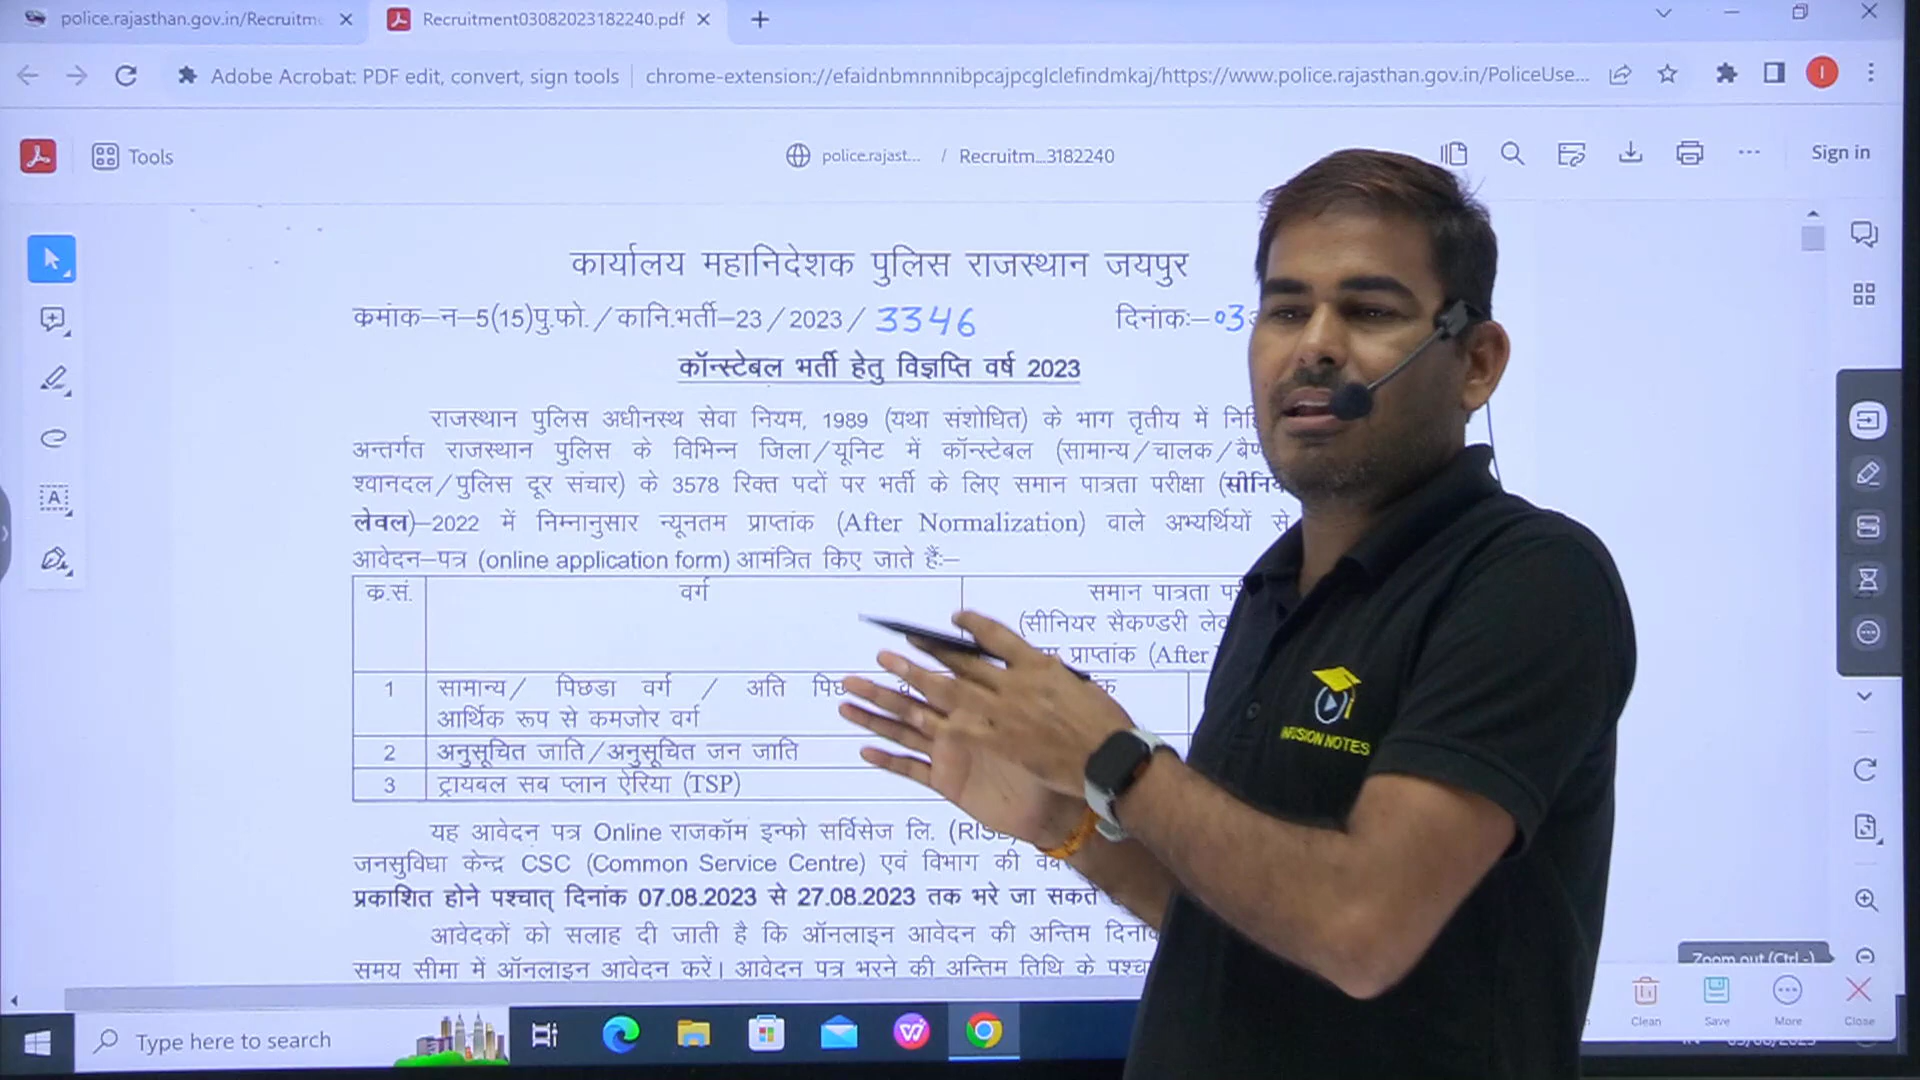 police.rajasthan.gov.in/Recruitm
Recruitment03082023182240.pdf
Adobe Acrobat: PDF edit, convert, sign tools
chrome-extension://efaidnbmnnnibpcajpcglclefindmkaj/https://www.police.rajasthan.gov.in/PoliceUse...
Tools
police.rajast... / Recruitm...3182240
Sign in
कार्यालय महानिदेशक पुलिस राजस्थान जयपुर
कमांक–न–5(15)पु.फो./कानि.भर्ती–23/2023/ 3346 दिनांकः–03
कॉन्स्टेबल भर्ती हेतु विज्ञप्ति वर्ष 2023
राजस्थान पुलिस अधीनस्थ सेवा नियम, 1989 (यथा संशोधित) के भाग तृतीय में
अन्तर्गत राजस्थान पुलिस के विभिन्न जिला/यूनिट में कॉन्स्टेबल (सामान्य/चालक/
श्वानदल/पुलिस दूर संचार) के 3578 रिक्त पदों पर भर्ती के लिए समान पात्रता परीक्षा
लेवल)–2022 में निम्नानुसार न्यूनतम प्राप्तांक (After Normalization) वाले अभ्यर्थियों से
आवेदन–पत्र (online application form) आमंत्रित किए जाते हैंः–
क्र.सं. वर्ग समान पात्रता
(सीनियर सैकण्डरी
प्राप्तांक (After
1 सामान्य/ पिछडा वर्ग / अति
आर्थिक रूप से कमजोर वर्ग
2 अनुसूचित जाति/अनुसूचित जन जाति
3 ट्रायबल सब प्लान ऐरिया (TSP)
यह आवेदन पत्र Online राजकॉम इन्फो सर्विसेज लि.
जनसुविधा केन्द्र CSC (Common Service Centre) एवं विभाग की
प्रकाशित होने पश्चात् दिनांक 07.08.2023 से 27.08.2023 तक भरे जा सकते
आवेदकों को सलाह दी जाती है कि ऑनलाइन आवेदन की अन्तिम
समय सीमा में ऑनलाइन आवेदन करें। आवेदन पत्र भरने की अन्तिम तिथि के
INFUSION NOTES
Zoom out (Ctrl -)
Clean Save More Close
Type here to search